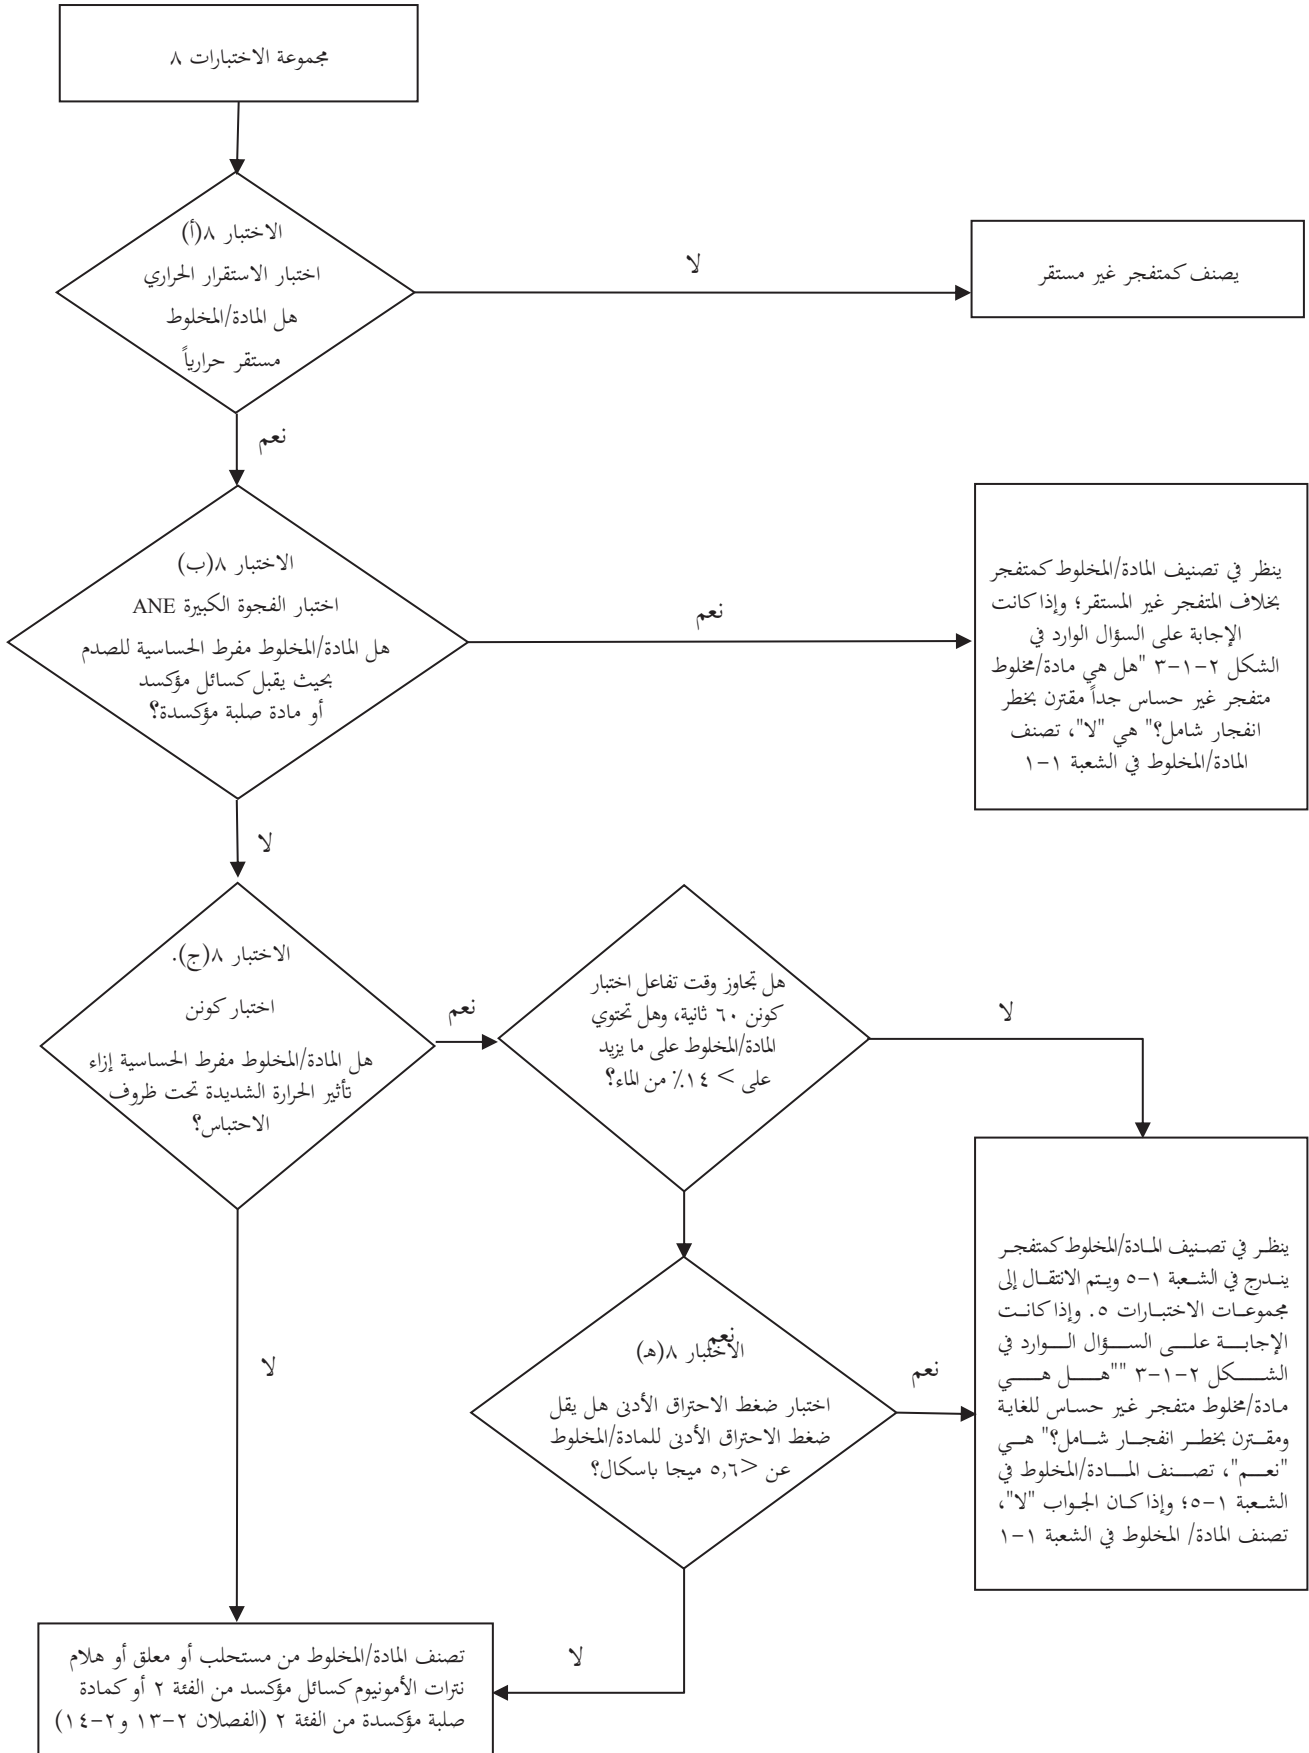 مجموعة الاختبارات ٨
الاختبار ٨(أ)
اختبار الاستقرار الحراري
هل المادة/المخلوط
مستقر حرارياً
لا
يصنف كمتفجر غير مستقر
نعم
الاختبار ٨(ب)
اختبار الفجوة الكبيرة ANE
هل المادة/المخلوط مفرط الحساسية للصدم
بحيث يقبل كسائل مؤكسد
أو مادة صلبة مؤكسدة؟
نعم
ينظر في تصنيف المادة/المخلوط كمتفجر
بخلاف المتفجر غير المستقر؛ وإذا كانت
الإجابة على السؤال الوارد في
الشكل ٢-١-٣ "هل هي مادة/مخلوط
متفجر غير حساس جداً مقترن بخطر
انفجار شامل؟" هي "لا"، تصنف
المادة/المخلوط في الشعبة ١-١
لا
الاختبار ٨(ج).
اختبار كونن
هل المادة/المخلوط مفرط الحساسية إزاء
تأثير الحرارة الشديدة تحت ظروف
الاحتباس؟
نعم
هل تجاوز وقت تفاعل اختبار
كونن ٦٠ ثانية، وهل تحتوي
المادة/المخلوط على ما يزيد
على > ١٤٪ من الماء؟
لا
نعم
الاختبار ٨(هـ)
اختبار ضغط الاحتراق الأدنى هل يقل
ضغط الاحتراق الأدنى للمادة/المخلوط
عن <٥,٦ ميجا باسكال؟
نعم
ينظر في تصنيف المادة/المخلوط كمتفجر
يندرج في الشعبة ١-٥ ويتم الانتقال إلى
مجموعات الاختبارات ٥. وإذا كانت
الإجابة على السؤال الوارد في
الشكل ٢-١-٣ ""هل هي
مادة/مخلوط متفجر غير حساس للغاية
ومقترن بخطر انفجار شامل؟" هي
"نعم"، تصنف المادة/المخلوط في
الشعبة ١-٥؛ وإذا كان الجواب "لا"،
تصنف المادة/ المخلوط في الشعبة ١-١
لا
لا
تصنف المادة/المخلوط من مستحلب أو معلق أو هلام
نترات الأمونيوم كسائل مؤكسد من الفئة ٢ أو كمادة
صلبة مؤكسدة من الفئة ٢ (الفصلان ٢-١٣ و٢-١٤)